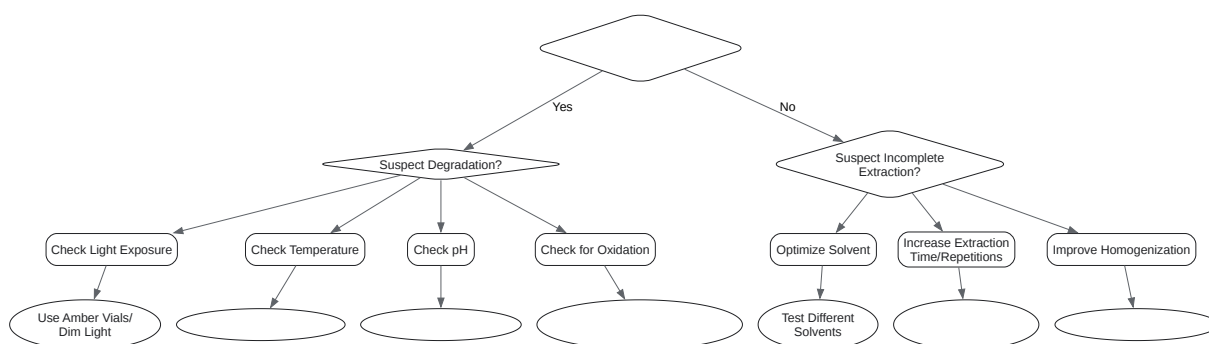 Yes
No
Suspect Degradation?
Suspect Incomplete
Extraction?
Check Light Exposure
Check Temperature
Check pH
Check for Oxidation
Optimize Solvent
Increase Extraction
Time/Repetitions
Improve Homogenization
Use Amber Vials/
Dim Light
Test Different
Solvents